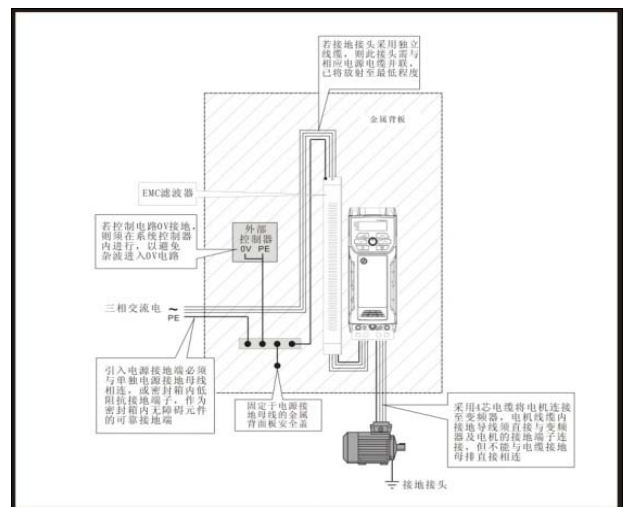 若接地接头采用独立
线缆，则此接头需与
相应电源电缆并联，
已将放射至最低程度
金属背板
EMC滤波器
若控制电路0V接地，
则须在系统控制器
内进行，以避免
杂波进入0V电路
外部
控制器
0V PE
三相交流电 ~
PE
引入电源接地端必须
与单独电源接地母线
相连，或密封箱内低
阻抗接地端子，作为
密封箱内无障碍元件
的可靠接地端
固定于电源接
地母线的金属
背面板安全盖
采用4芯电缆将电机连接
至变频器，电机线缆内
接地导线须直接与变频
器及电机的接地端子连
接，但不能与电缆接地
母排直接相连
接地接头